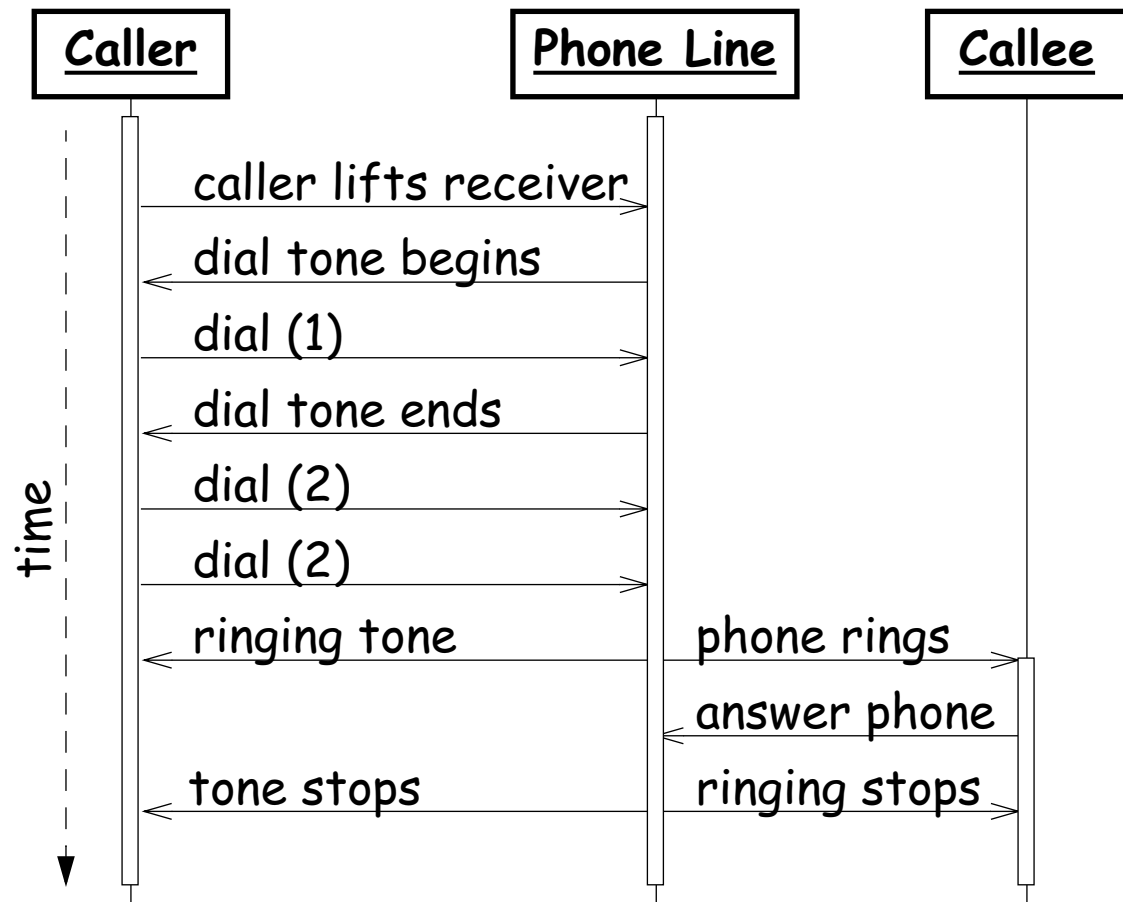 Caller
Phone Line
Callee
caller lifts receiver
dial tone begins
dial (1)
dial tone ends
dial (2)
dial (2)
ringing tone
phone rings
answer phone
tone stops
ringing stops
time